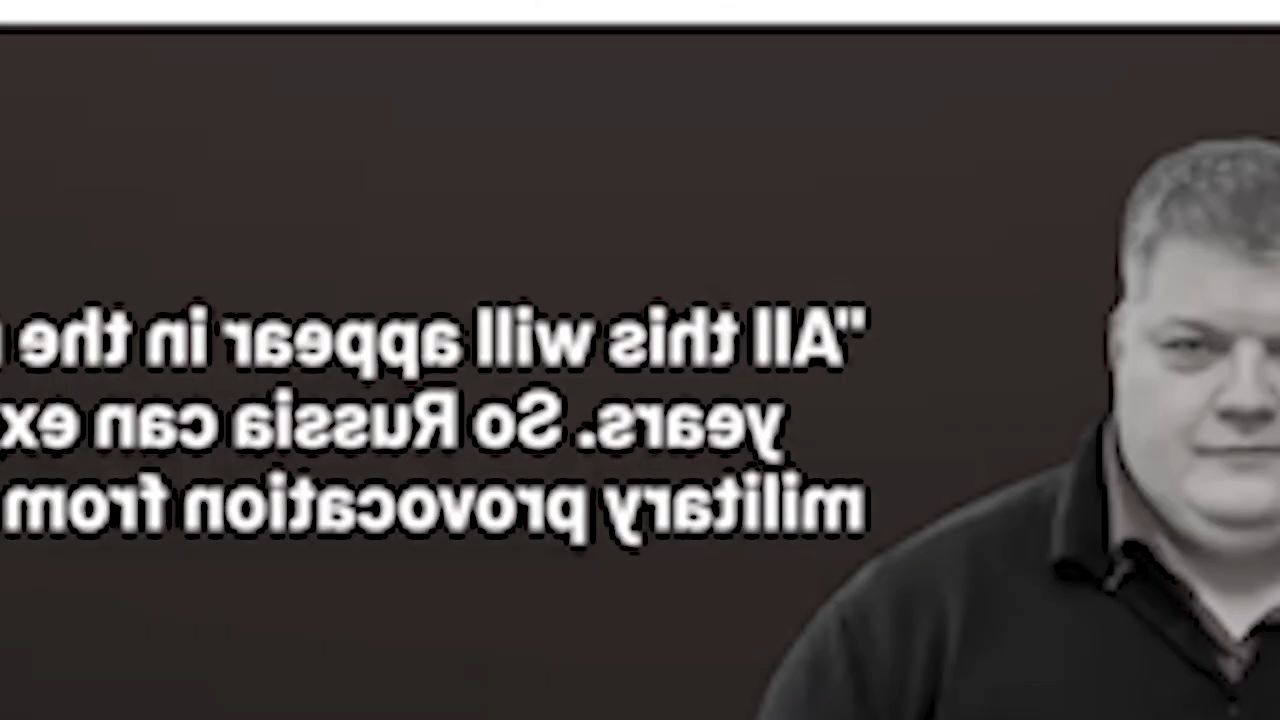 "All this will appear in the
years. So Russia can ex
military provocation from